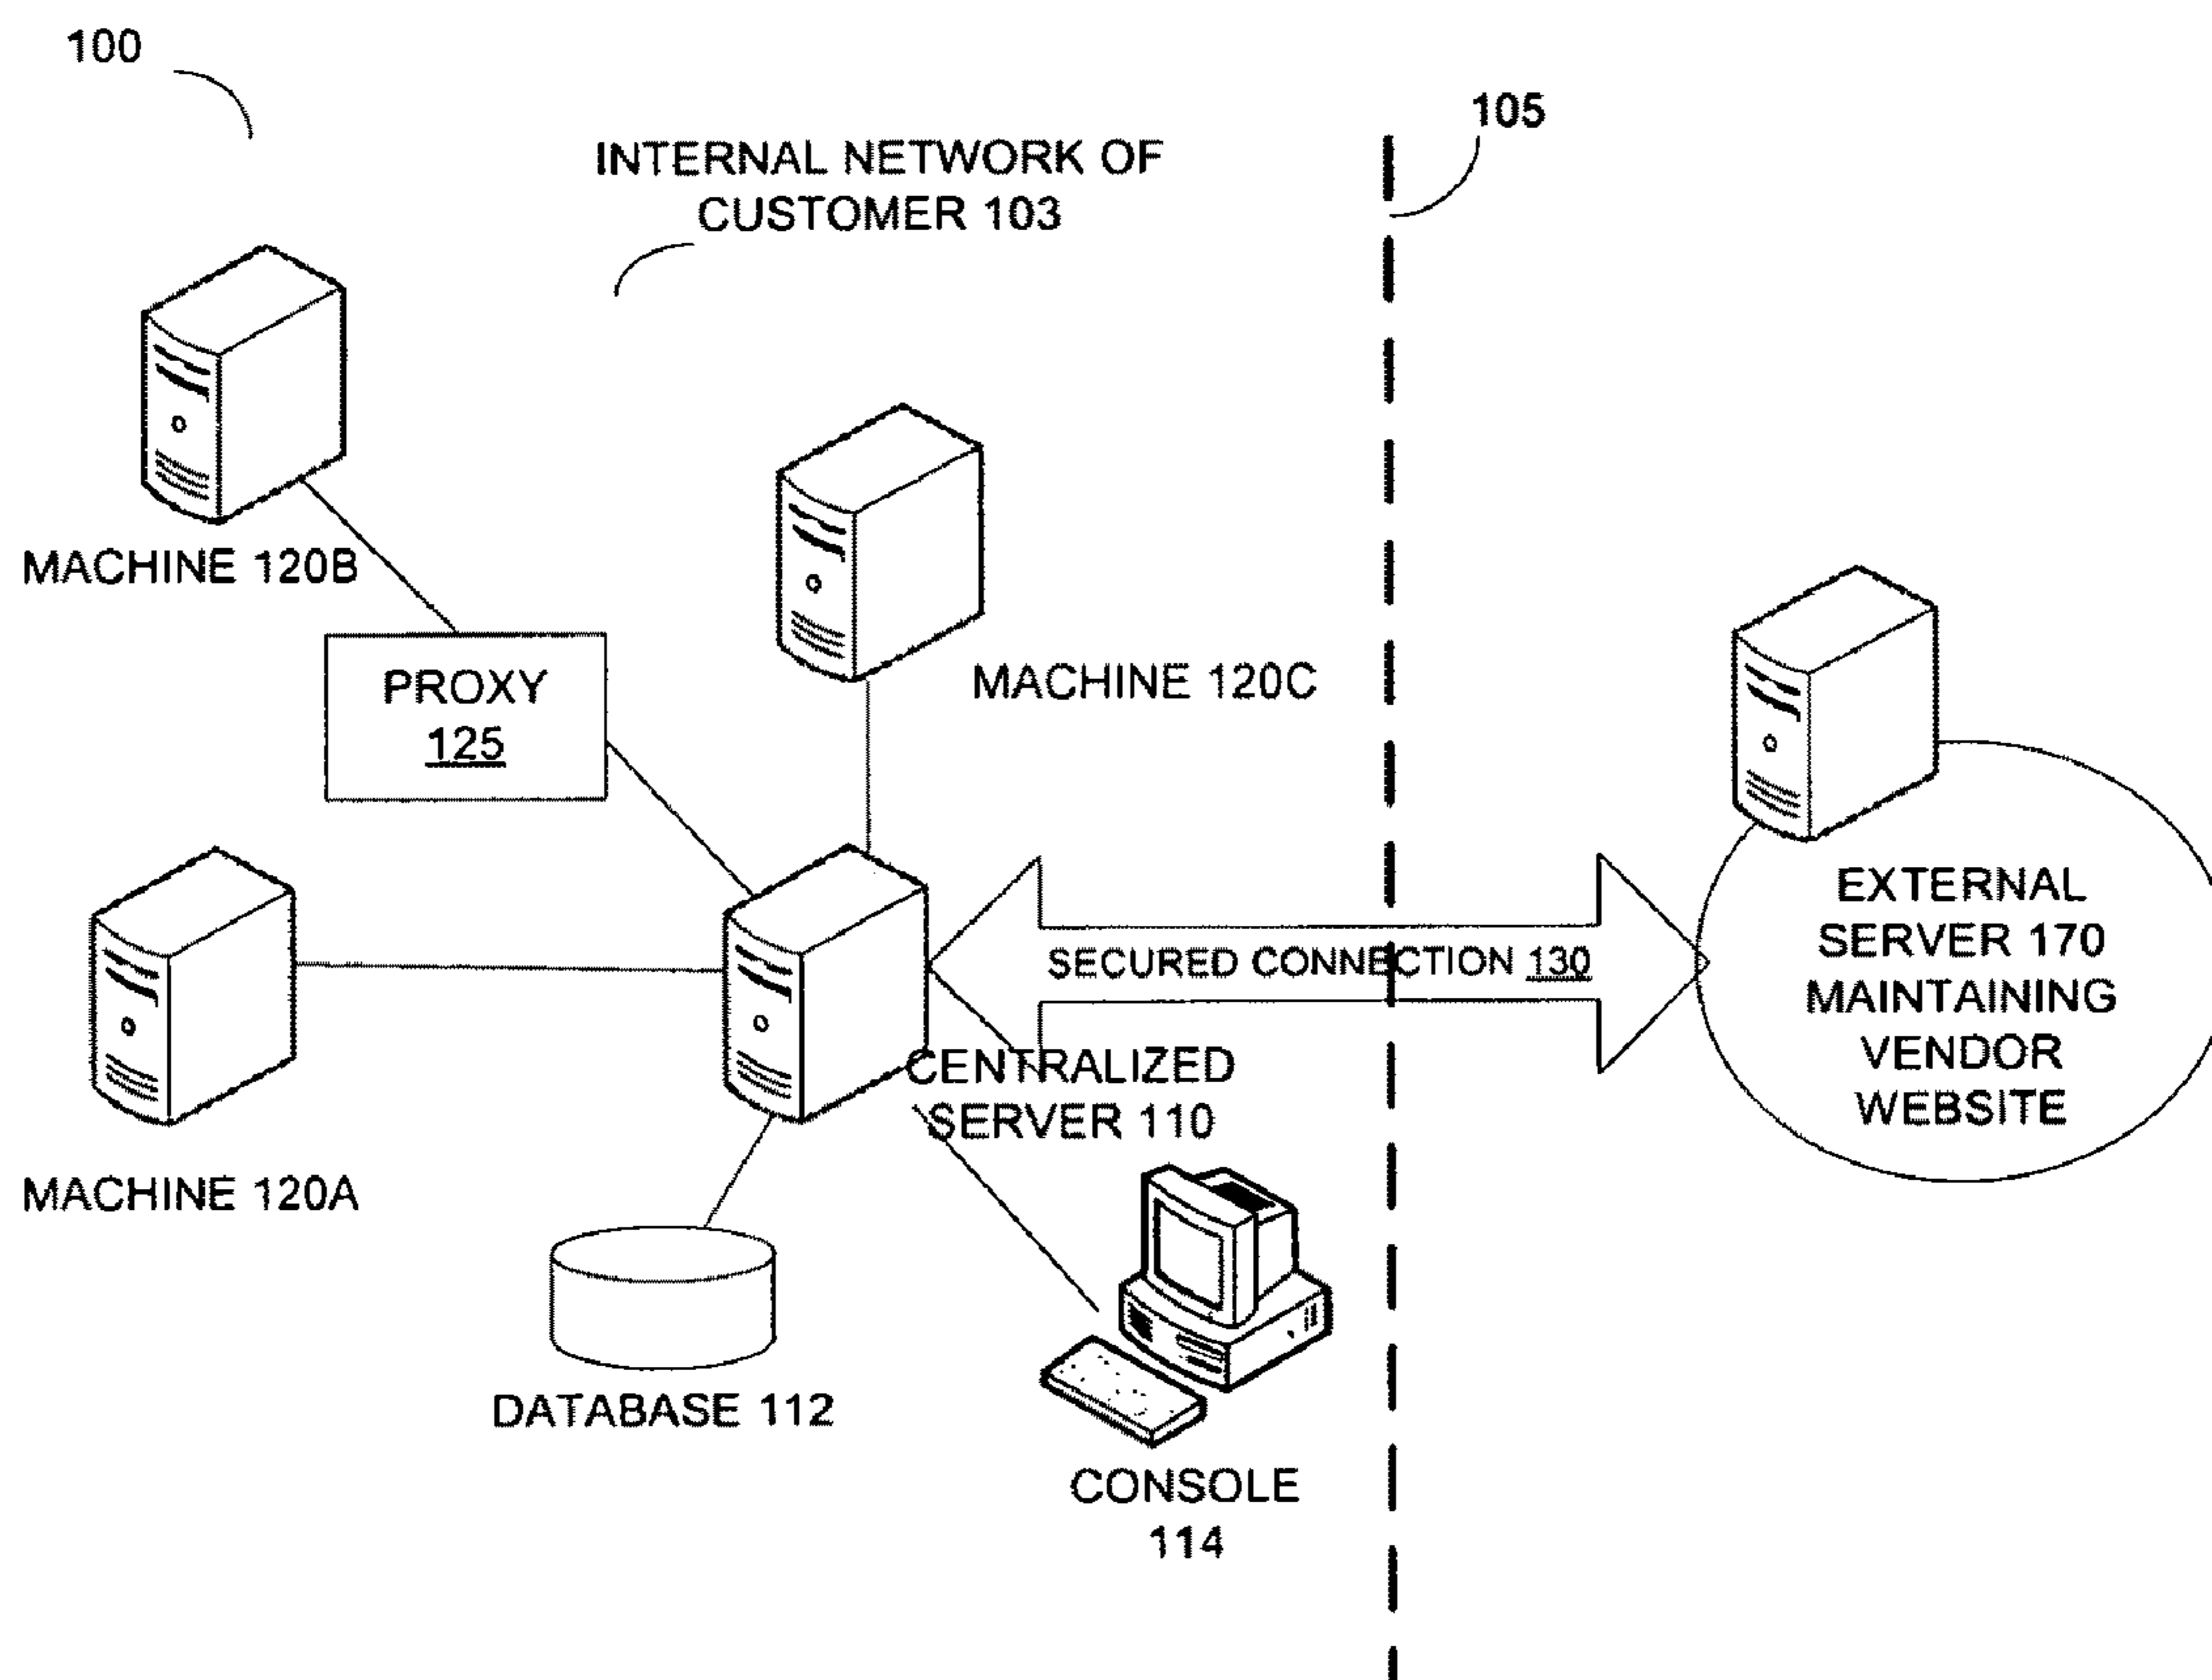 100
105
INTERNAL NETWORK OF
CUSTOMER 103
MACHINE 120B
PROXY
125
MACHINE 120C
SECURED CONNECTION 130
EXTERNAL
SERVER 170
MAINTAINING
VENDOR
WEBSITE
CENTRALIZED
SERVER 110
MACHINE 120A
DATABASE 112
CONSOLE
114